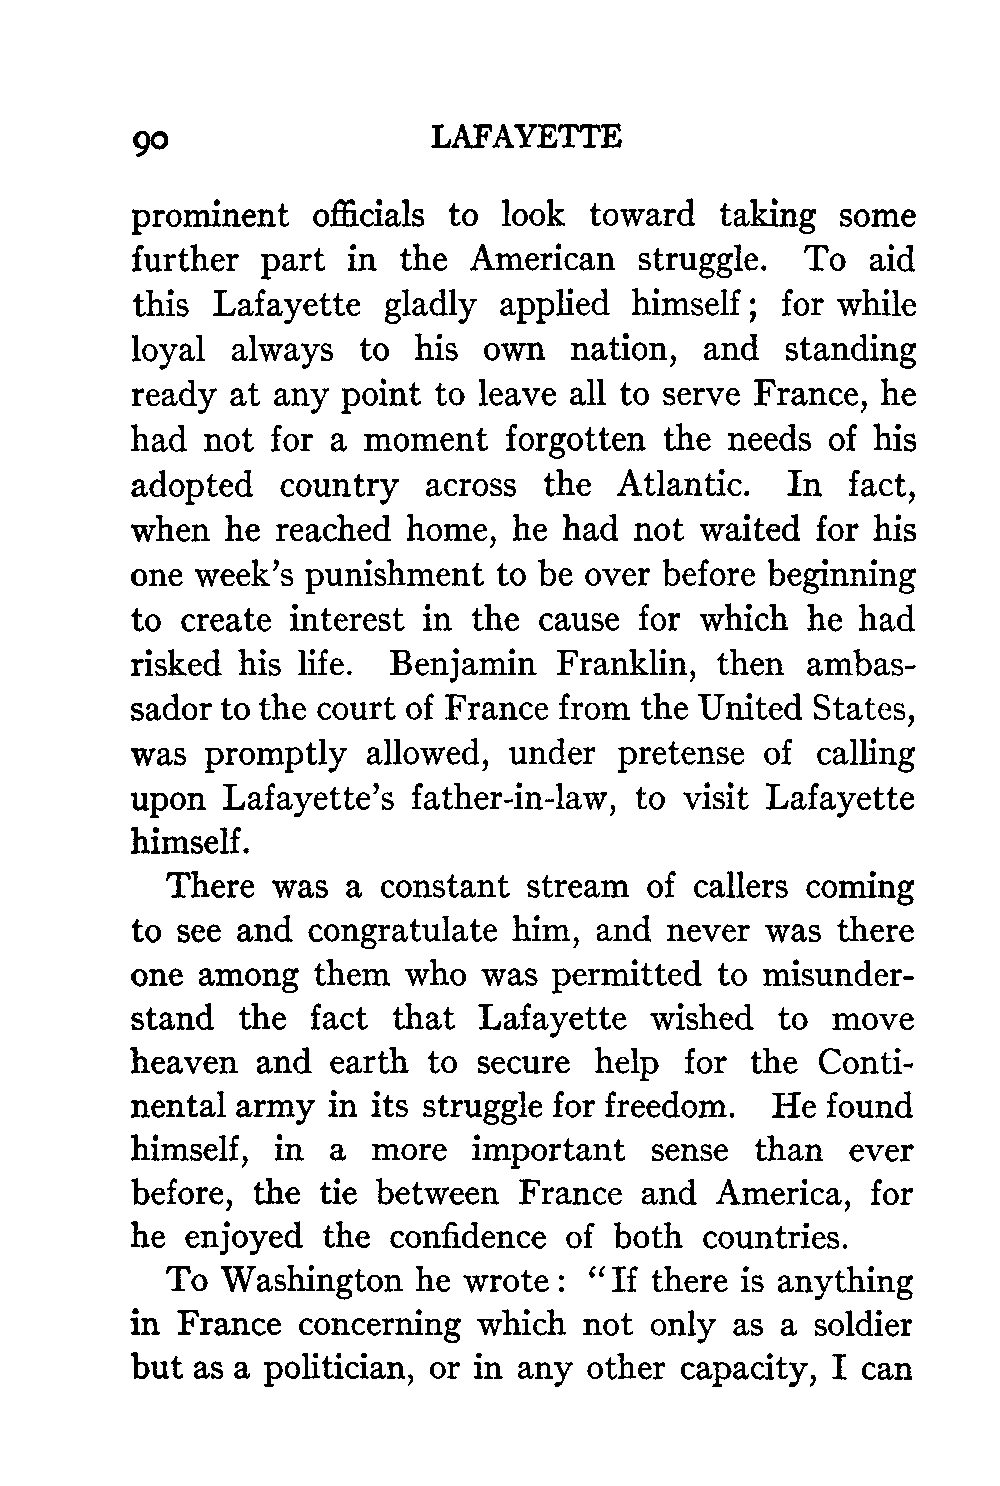 90 LAFAYETTE
prominent officials to look toward taking some
further part in the American struggle. To aid
this Lafayette gladly applied himself; for while
loyal always to his own nation, and standing
ready at any point to leave all to serve France, he
had not for a moment forgotten the needs of his
adopted country across the Atlantic. In fact,
when he reached home, he had not waited for his
one week's punishment to be over before beginning
to create interest in the cause for which he had
risked his life. Benjamin Franklin, then ambas-
sador to the court of France from the United States,
was promptly allowed, under pretense of calling
upon Lafayette's father-in-law, to visit Lafayette
himself.
There was a constant stream of callers coming
to see and congratulate him, and never was there
one among them who was permitted to misunder-
stand the fact that Lafayette wished to move
heaven and earth to secure help for the Conti-
nental army in its struggle for freedom. He found
himself, in a more important sense than ever
before, the tie between France and America, for
he enjoyed the confidence of both countries.
To Washington he wrote: "If there is anything
in France concerning which not only as a soldier
but as a politician, or in any other capacity, I can